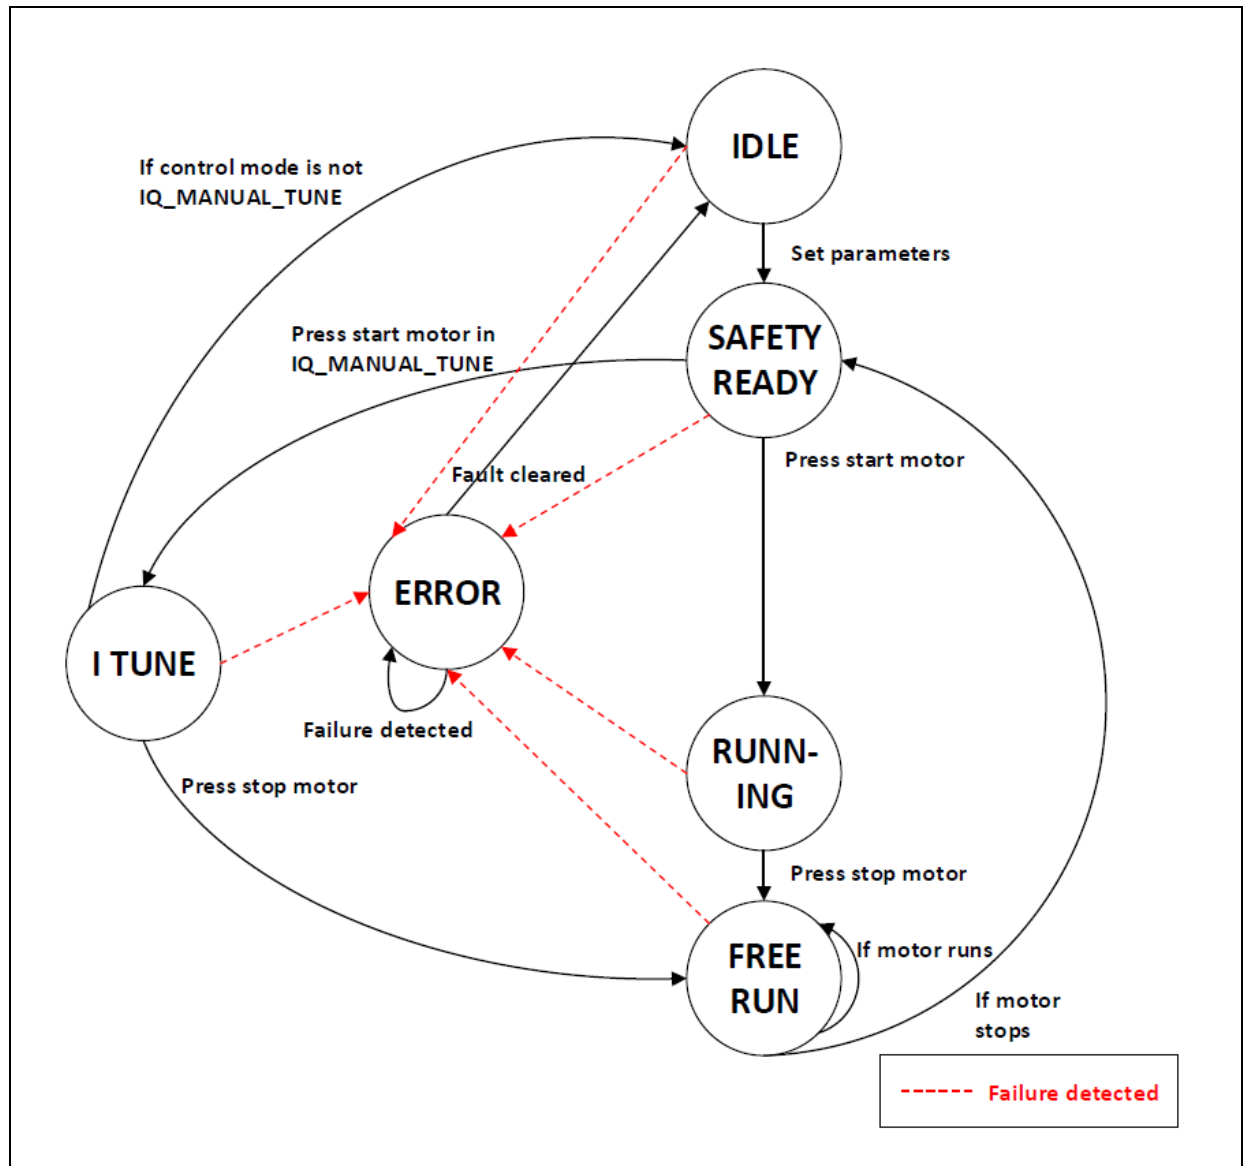 IDLE
If control mode is not
IQ_MANUAL_TUNE
Set parameters
SAFETY
READY
Press start motor in
IQ_MANUAL_TUNE
Press start motor
Fault cleared
ERROR
I TUNE
Failure detected
RUNN-
ING
Press stop motor
Press stop motor
FREE
RUN
If motor runs
If motor
stops
Failure detected